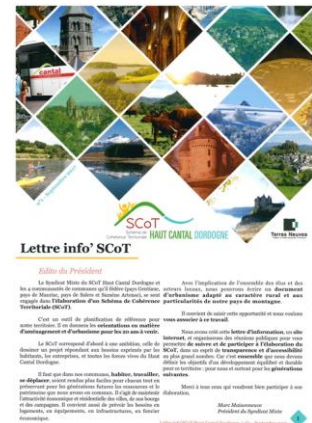 cantal
n°1 - Septembre 2020
SCoT
Schéma de
Cohérence Territoriale
HAUT CANTAL DORDOGNE
Terres Neuves
Lettre info' SCoT
Edito du Président
Le Syndicat Mixte du SCoT Haut Cantal Dordogne et
les 4 communautés de communes qu'il fédère (pays Gentiane,
pays de Mauriac, pays de Salers et Sumène Artense), se sont
engagés dans l'élaboration d'un Schéma de Cohérence
Territoriale (SCoT).
C'est un outil de planification de référence pour
notre territoire. Il en donnera les orientations en matière
d'aménagement et d'urbanisme pour les 20 ans à venir.
Le SCoT correspond d'abord à une ambition, celle de
dessiner un projet répondant aux besoins exprimés par les
habitants, les entreprises, et toutes les forces vives du Haut
Cantal Dordogne.
Il faut que dans nos communes, habiter, travailler,
se déplacer, soient rendus plus faciles pour chacun tout en
préservant pour les générations futures les ressources et le
patrimoine que nous avons en commun. Il s'agit de maintenir
l'attractivité économique et résidentielle des villes, de nos bourgs
et des campagnes. Il convient aussi de prévoir les besoins en
logements, en équipements, en infrastructures, en foncier
économique.
Avec l'implication de l'ensemble des élus et des
acteurs locaux, nous pourrons écrire un document
d'urbanisme adapté au caractère rural et aux
particularités de notre pays de montagne.
Il convient de saisir cette opportunité et nous voulons
vous associer à ce travail.
Nous avons créé cette lettre d'information, un site
internet, et organiserons des réunions publiques pour vous
permettre de suivre et de participer à l'élaboration du
SCoT, dans un esprit de transparence et d'accessibilité
au plus grand nombre. Car c'est ensemble que nous devons
définir les objectifs d'un développement équilibré et durable
pour ce territoire : pour nous et surtout pour les générations
suivantes.
Merci à tous ceux qui voudront bien participer à son
élaboration.
Marc Maisonneuve
Président du Syndicat Mixte
1